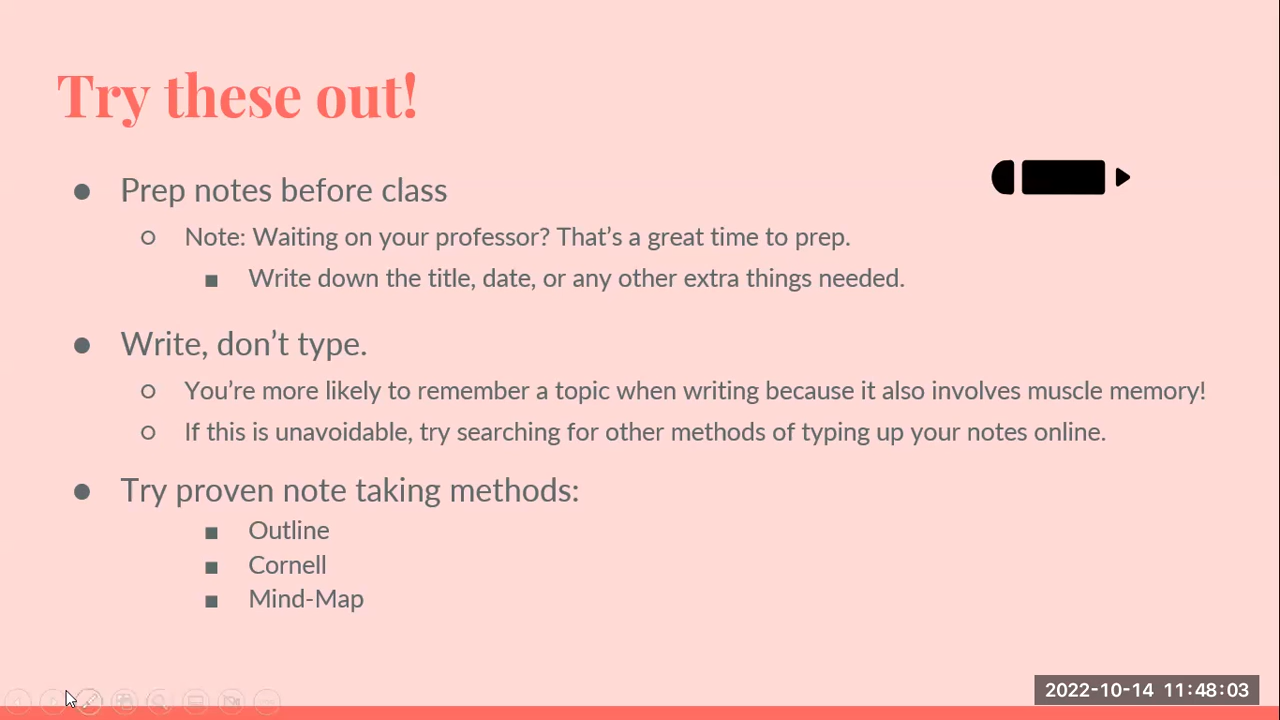 Try these out!
Prep notes before class
Note: Waiting on your professor? That’s a great time to prep.
Write down the title, date, or any other extra things needed.
Write, don’t type.
You’re more likely to remember a topic when writing because it also involves muscle memory!
If this is unavoidable, try searching for other methods of typing up your notes online.
Try proven note taking methods:
Outline
Cornell
Mind-Map
2022-10-14 11:48:03